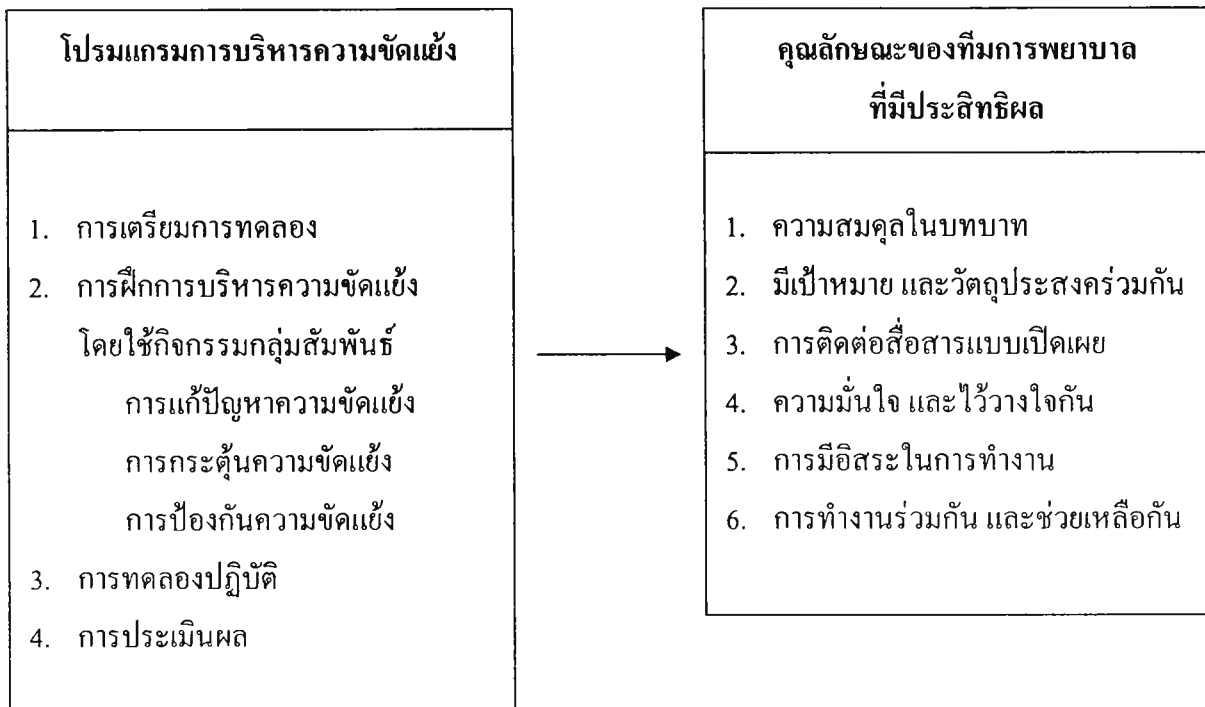 โปรมแกรมการบริหารความขัดแย้ง
1. การเตรียมการทดลอง
2. การฝึกการบริหารความขัดแย้ง
โดยใช้กิจกรรมกลุ่มสัมพันธ์
การแก้ปัญหาความขัดแย้ง
การกระตุ้นความขัดแย้ง
การป้องกันความขัดแย้ง
3. การทดลองปฏิบัติ
4. การประเมินผล
คุณลักษณะของทีมการพยาบาล
ที่มีประสิทธิผล
1. ความสมดุลในบทบาท
2. มีเป้าหมาย และวัตถุประสงคร่วมกัน
3. การติดต่อสื่อสารแบบเปิดเผย
4. ความมั่นใจ และไว้วางใจกัน
5. การมีอิสระในการทำงาน
6. การทำงานร่วมกัน และช่วยเหลือกัน